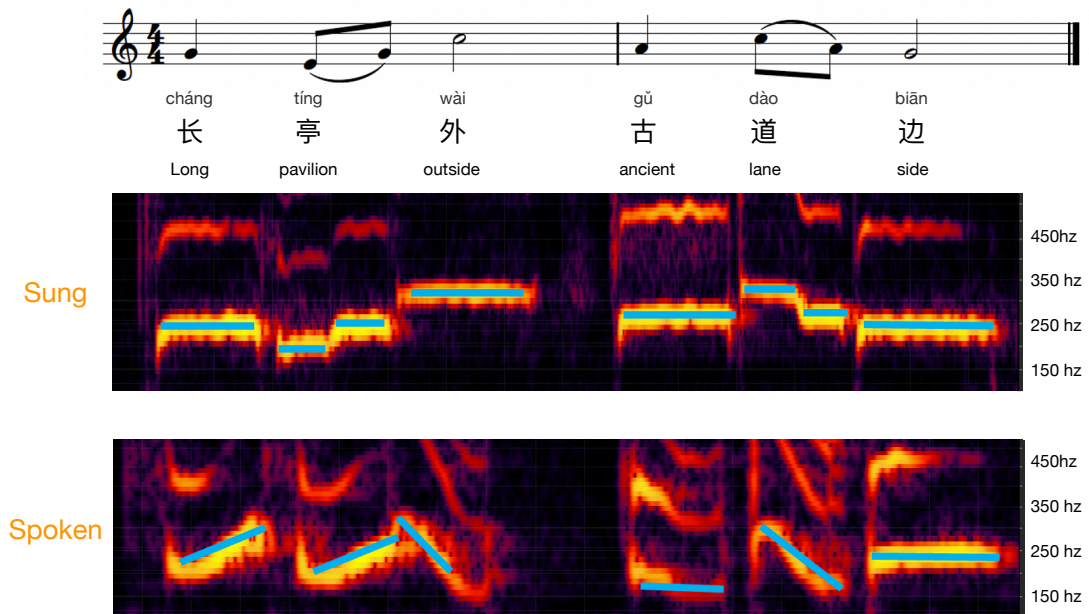 4
4
cháng tíng wài gǔ dào biān
长 亭 外 古 道 边
Long pavilion outside ancient lane side
Sung
450hz
350 hz
250 hz
150 hz
Spoken
450hz
350 hz
250 hz
150 hz